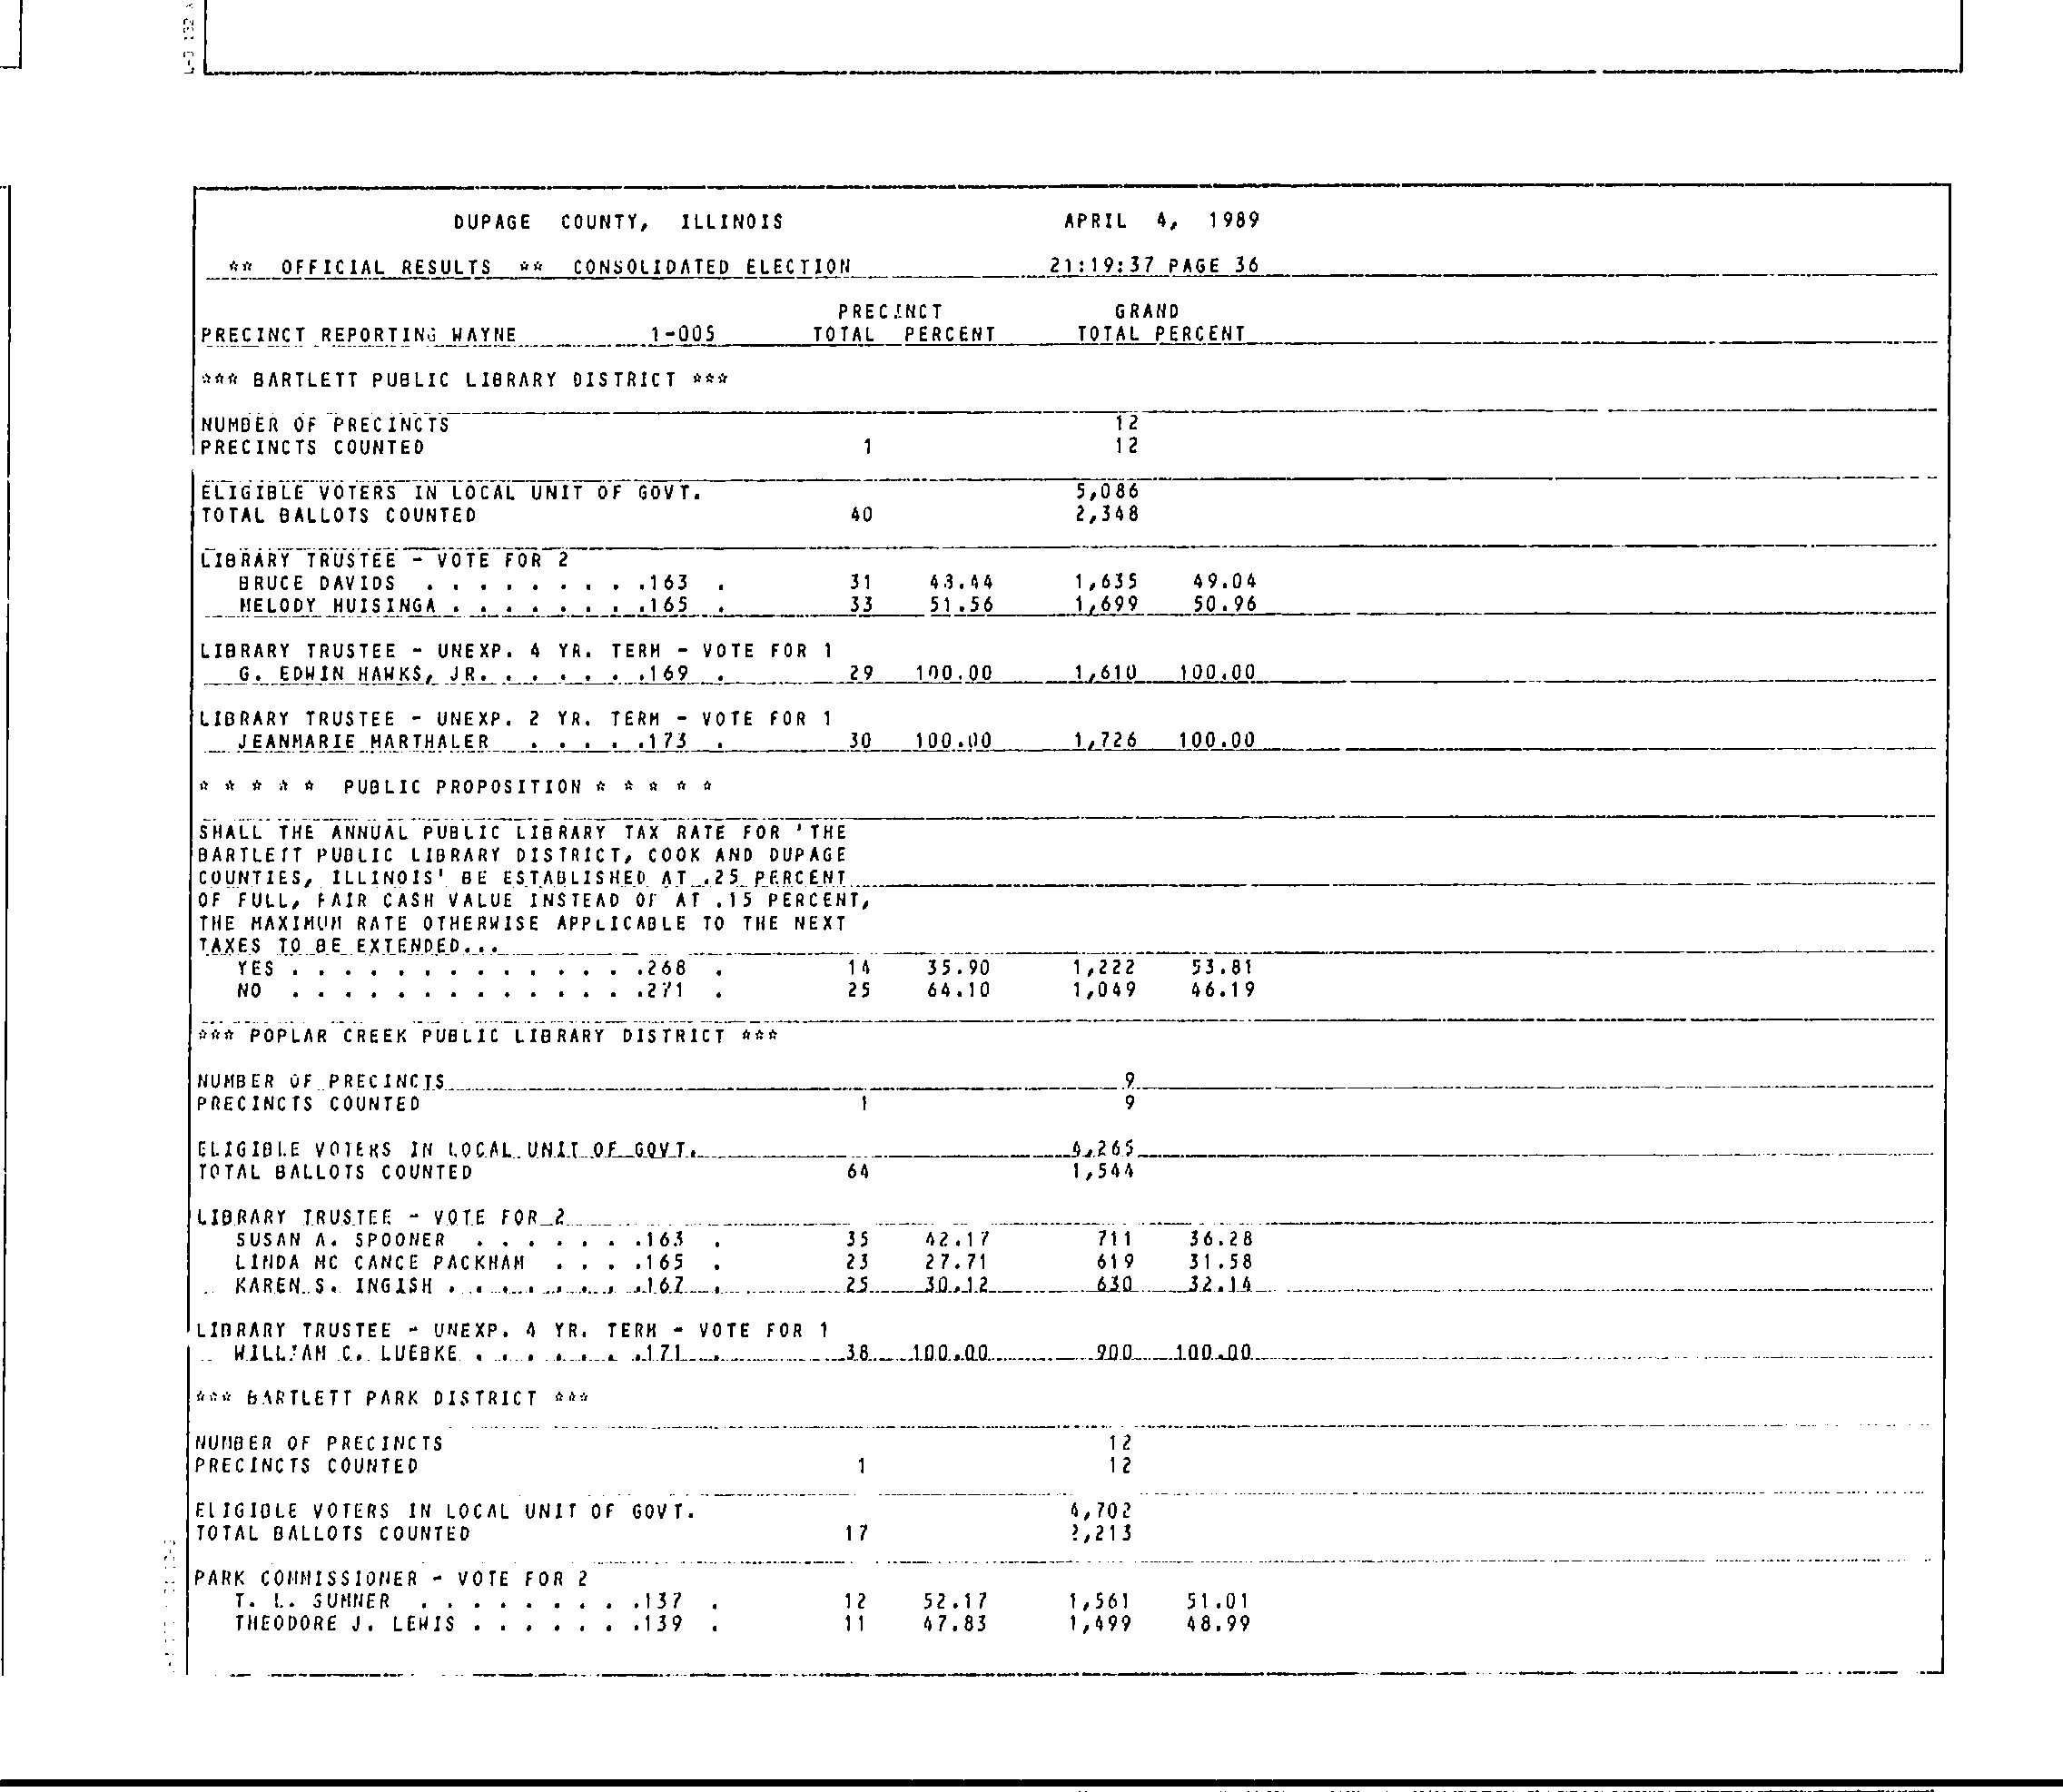 DUPAGE COUNTY, ILLINOIS APRIL 4, 1989
** OFFICIAL RESULTS ** CONSOLIDATED ELECTION 21:19:37 PAGE 36
PRECINCT GRAND
PRECINCT REPORTING WAYNE 1-005 TOTAL PERCENT TOTAL PERCENT
*** BARTLETT PUBLIC LIBRARY DISTRICT ***
NUMBER OF PRECINCTS 12
PRECINCTS COUNTED 1 12
ELIGIBLE VOTERS IN LOCAL UNIT OF GOVT. 5,086
TOTAL BALLOTS COUNTED 40 2,348
LIBRARY TRUSTEE - VOTE FOR 2
BRUCE DAVIDS . . . . . . . . .163 . 31 48.44 1,635 49.04
MELODY HUISINGA . . . . . . . .165 . 33 51.56 1,699 50.96
LIBRARY TRUSTEE - UNEXP. 4 YR. TERM - VOTE FOR 1
G. EDWIN HAWKS, JR. . . . . . .169 . 29 100.00 1,610 100.00
LIBRARY TRUSTEE - UNEXP. 2 YR. TERM - VOTE FOR 1
JEANMARIE MARTHALER . . . . .173 . 30 100.00 1,726 100.00
* * * * * PUBLIC PROPOSITION * * * * *
SHALL THE ANNUAL PUBLIC LIBRARY TAX RATE FOR 'THE
BARTLETT PUBLIC LIBRARY DISTRICT, COOK AND DUPAGE
COUNTIES, ILLINOIS' BE ESTABLISHED AT .25 PERCENT
OF FULL, FAIR CASH VALUE INSTEAD OF AT .15 PERCENT,
THE MAXIMUM RATE OTHERWISE APPLICABLE TO THE NEXT
TAXES TO BE EXTENDED...
YES . . . . . . . . . . . . . .268 . 14 35.90 1,222 53.81
NO . . . . . . . . . . . . . .271 . 25 64.10 1,049 46.19
*** POPLAR CREEK PUBLIC LIBRARY DISTRICT ***
NUMBER OF PRECINCTS 9
PRECINCTS COUNTED 1 9
ELIGIBLE VOTERS IN LOCAL UNIT OF GOVT. 4,265
TOTAL BALLOTS COUNTED 64 1,544
LIBRARY TRUSTEE - VOTE FOR 2
SUSAN A. SPOONER . . . . . . .163 . 35 42.17 711 36.28
LINDA MC CANCE PACKHAM . . . .165 . 23 27.71 619 31.58
KAREN S. INGISH . . . . . . . .167 . 25 30.12 630 32.14
LIBRARY TRUSTEE - UNEXP. 4 YR. TERM - VOTE FOR 1
WILLIAM C. LUEBKE . . . . . . .171 . 38 100.00 900 100.00
*** BARTLETT PARK DISTRICT ***
NUMBER OF PRECINCTS 12
PRECINCTS COUNTED 1 12
ELIGIBLE VOTERS IN LOCAL UNIT OF GOVT. 4,702
TOTAL BALLOTS COUNTED 17 2,213
PARK COMMISSIONER - VOTE FOR 2
T. L. SUMNER . . . . . . . . .137 . 12 52.17 1,561 51.01
THEODORE J. LEWIS . . . . . . .139 . 11 47.83 1,499 48.99